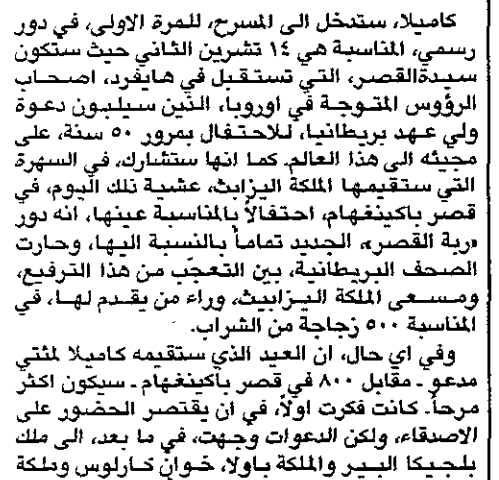 كاميلا، ستدخل الى المسرح، للمرة الاولى، في دور
رسمي، المناسبة هي ١٤ تشرين الثاني حيث ستكون
سيدةالقصر، التي تستقبل في هايغرد، اصحاب
الرؤوس المتوجة في اوروبا، الذين سيلبون دعوة
ولي عهد بريطانيا، للاحتفال بمرور ٥٠ سنة، على
مجيئه الى هذا العالم. كما انها ستشارك، في السهرة
التي ستقيمها الملكة اليزابث، عشية ذلك اليوم، في
قصر باكينغهام، احتفالاً بالمناسبة عينها، انه دور
«ربة القصر»، الجديد تماماً بالنسبة اليها، وحارت
الصحف البريطانية، بين التعجّب من هذا الترفيع،
ومسعى الملكة اليزابيث، وراء من يقدم لها، في
المناسبة ٥٠٠ زجاجة من الشراب.
وفي اي حال، ان العيد الذي ستقيمه كاميلا لمئتي
مدعو ـ مقابل ٨٠٠ في قصر باكينغهام ـ سيكون اكثر
مرحاً. كانت فكرت اولاً، في ان يقتصر الحضور على
الاصدقاء، ولكن الدعوات وجهت، في ما بعد، الى ملك
بلجيكا البير والملكة باولا، خوان كارلوس وملكة